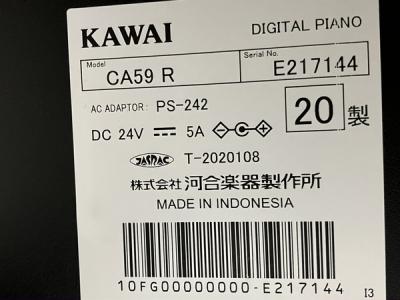 KAWAI DIGITAL PIANO
Model CA59 R Serial No. E217144
AC ADAPTOR: PS-242
DC 24V 5A
20 製
JASRAC T-2020108
株式会社 河合楽器製作所
MADE IN INDONESIA
10FG00000000-E217144
I3